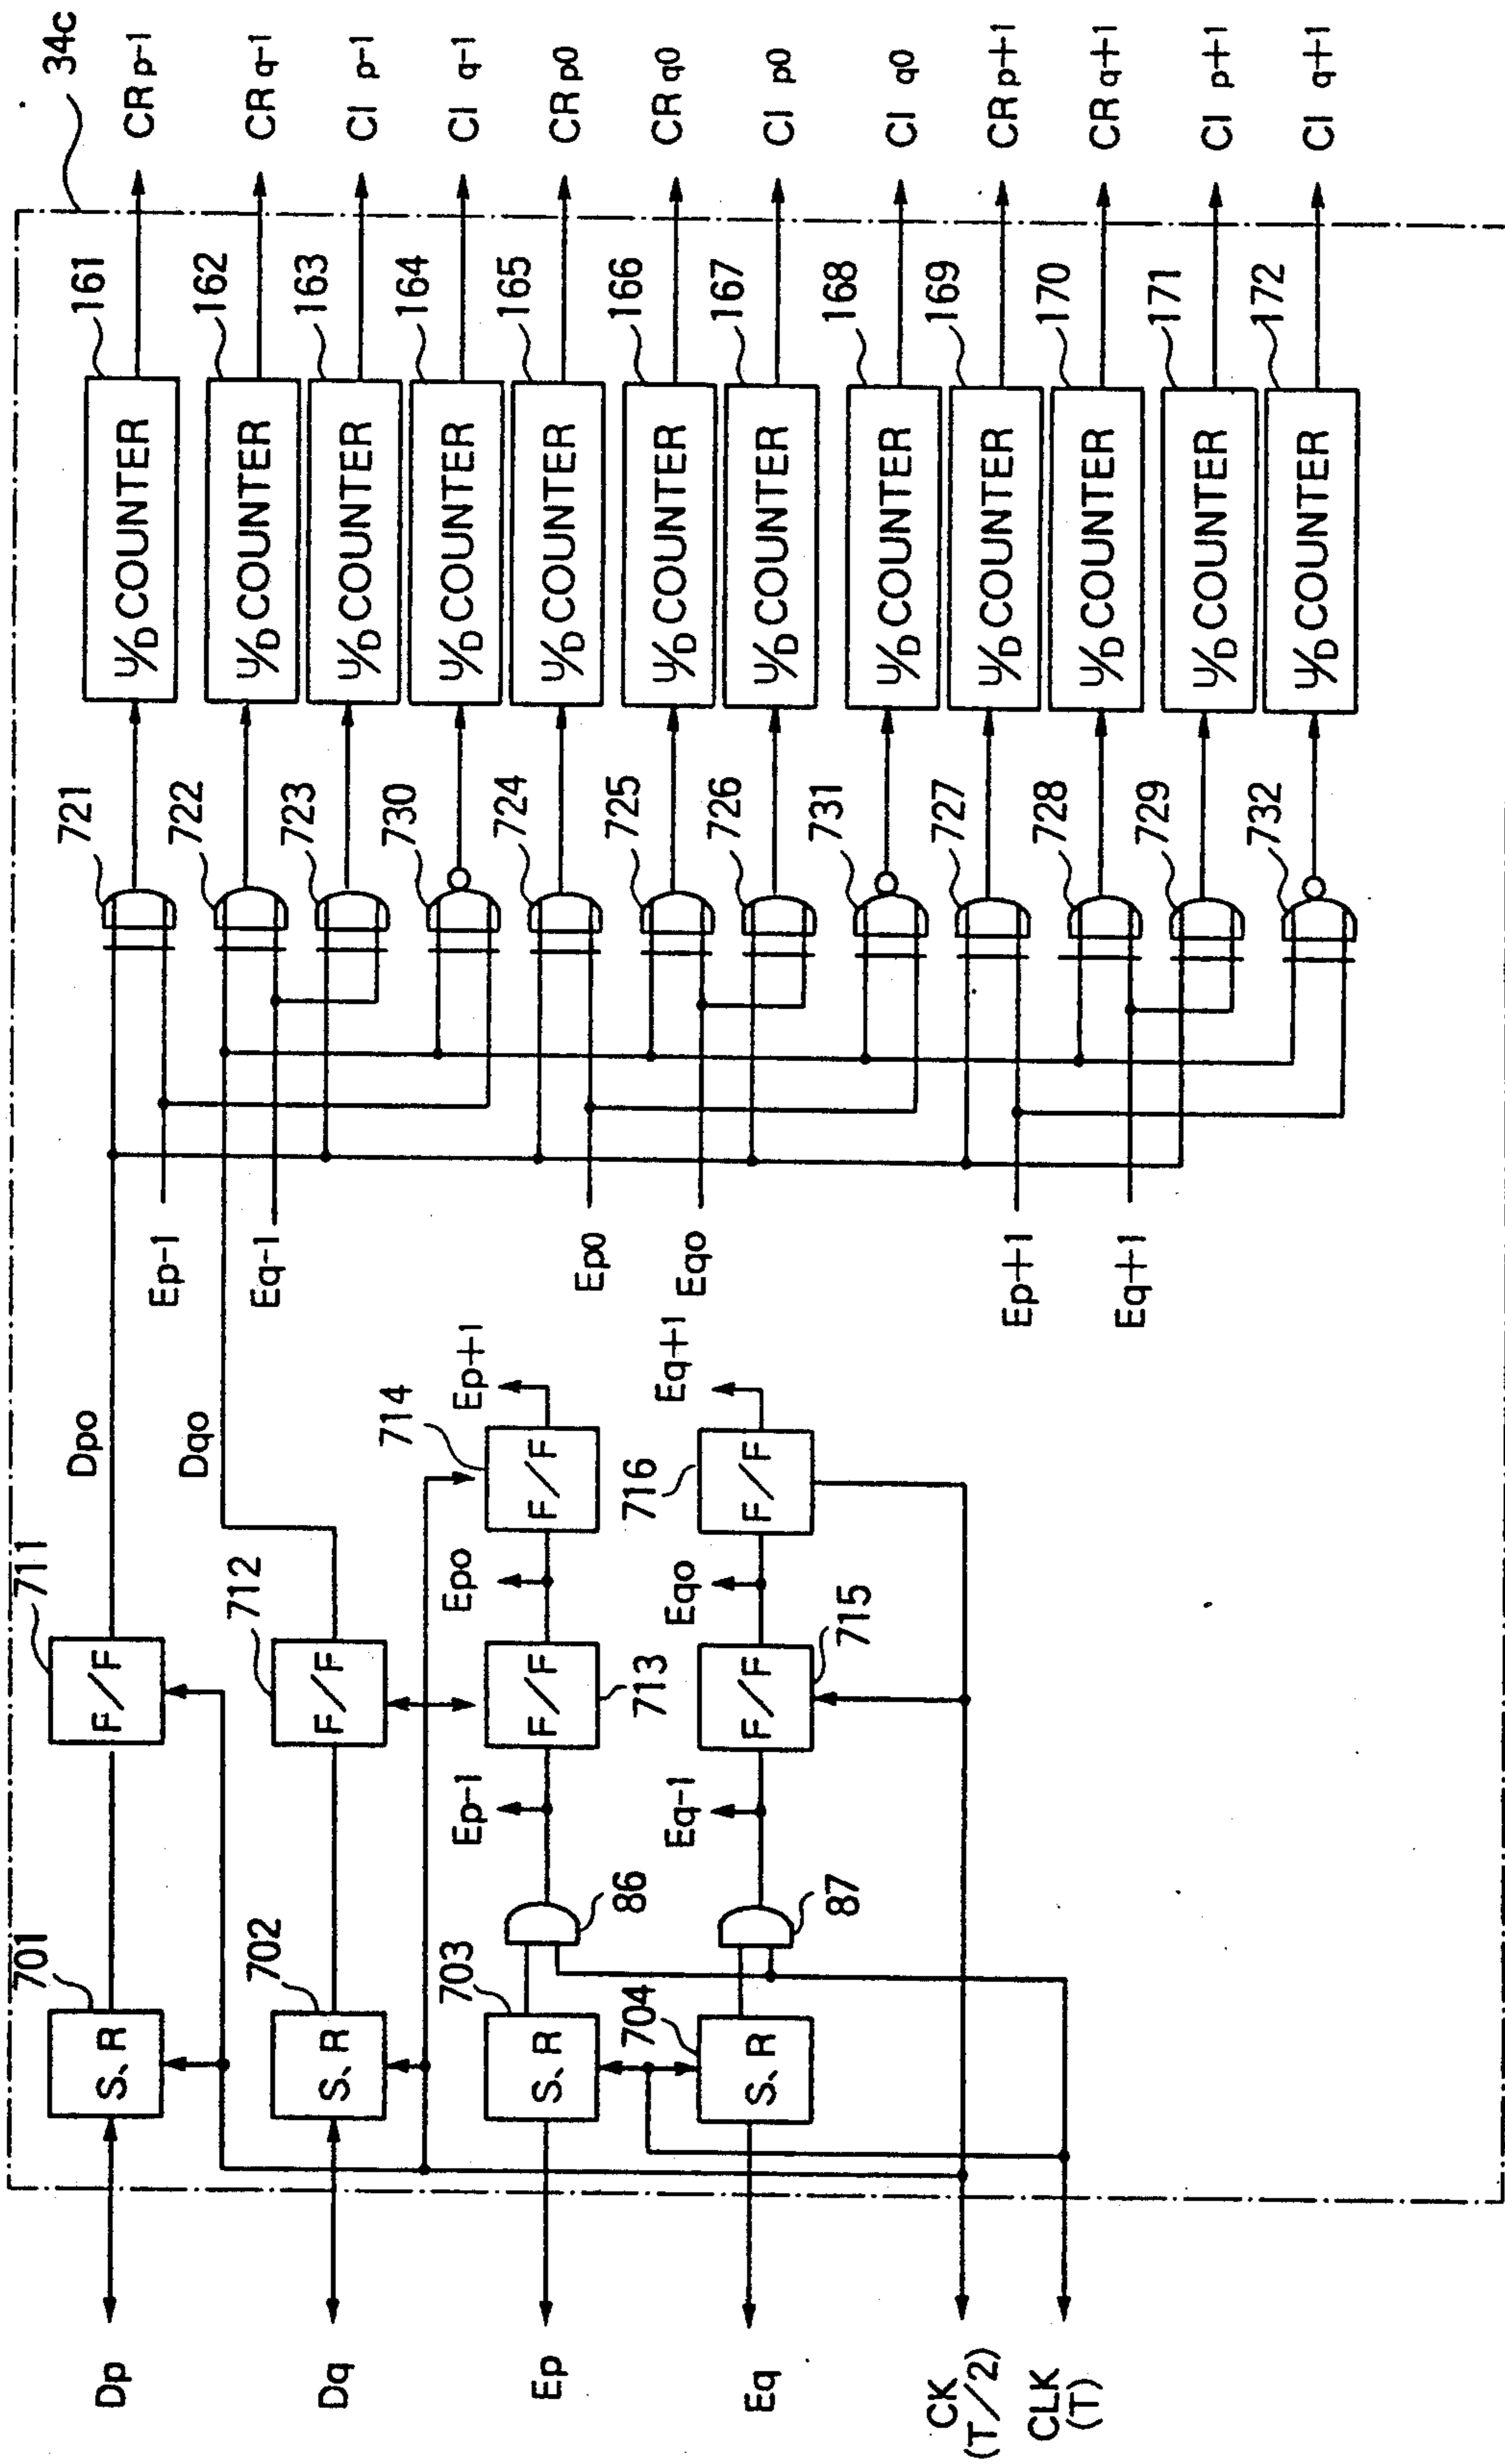 34c
161
U/D COUNTER
CR p-1
162
U/D COUNTER
CR q-1
163
U/D COUNTER
CI p-1
164
U/D COUNTER
CI q-1
165
U/D COUNTER
CR p0
166
U/D COUNTER
CR q0
167
U/D COUNTER
CI p0
168
U/D COUNTER
CI q0
169
U/D COUNTER
CR p+1
170
U/D COUNTER
CR q+1
171
U/D COUNTER
CI p+1
172
U/D COUNTER
CI q+1
721
722
723
730
724
725
726
731
727
728
729
732
Ep-1
Eq-1
Ep0
Eqo
Ep+1
Eq+1
Dp
701
S、R
711
F/F
Dpo
Dq
702
S、R
712
F/F
Dqo
Ep
703
S、R
86
Ep-1
713
F/F
Epo
714
F/F
Ep+1
Eq
704
S、R
87
Eq-1
715
F/F
Eqo
716
F/F
Eq+1
CK
(T/2)
CLK
(T)